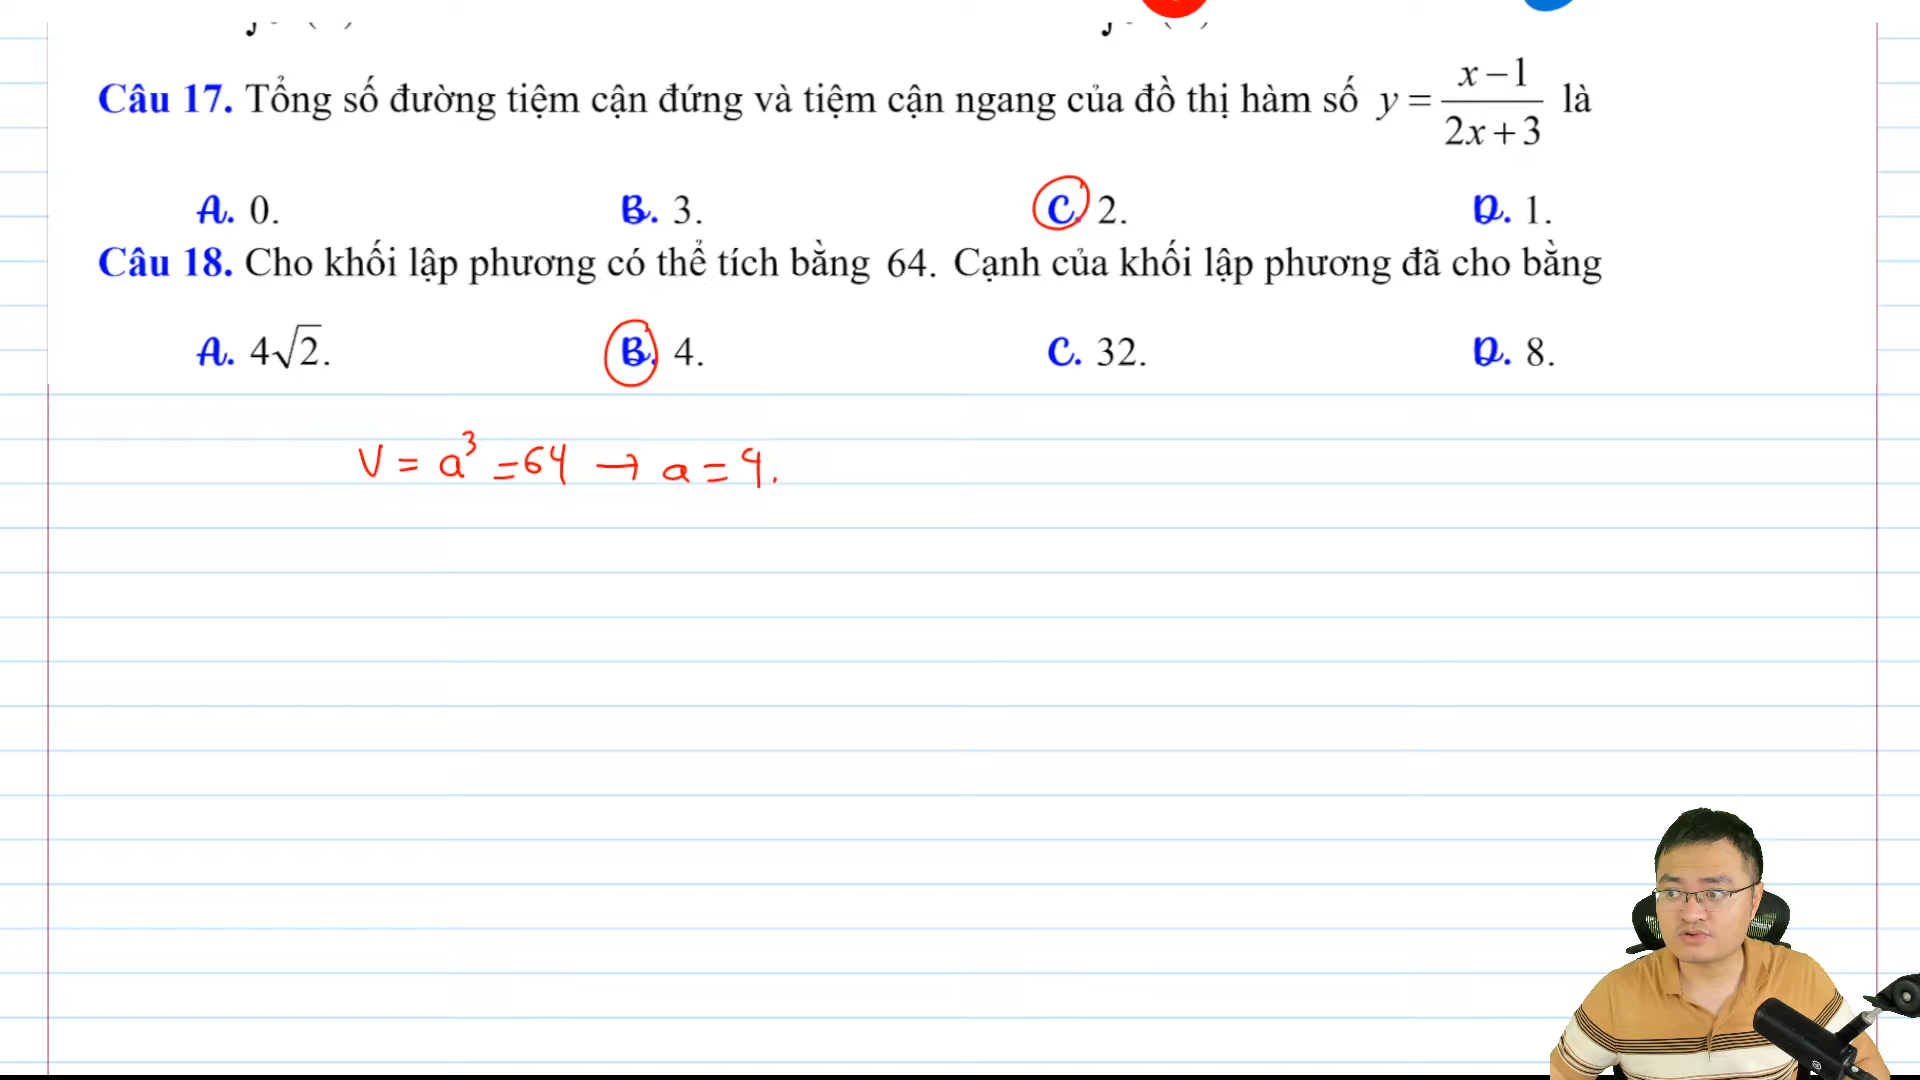 Câu 17. Tổng số đường tiệm cận đứng và tiệm cận ngang của đồ thị hàm số y = (x−1)/(2x+3) là
A. 0. B. 3. C. 2. D. 1.
Câu 18. Cho khối lập phương có thể tích bằng 64. Cạnh của khối lập phương đã cho bằng
A. 4√2. B. 4. C. 32. D. 8.
V = a³ = 64 → a = 4.